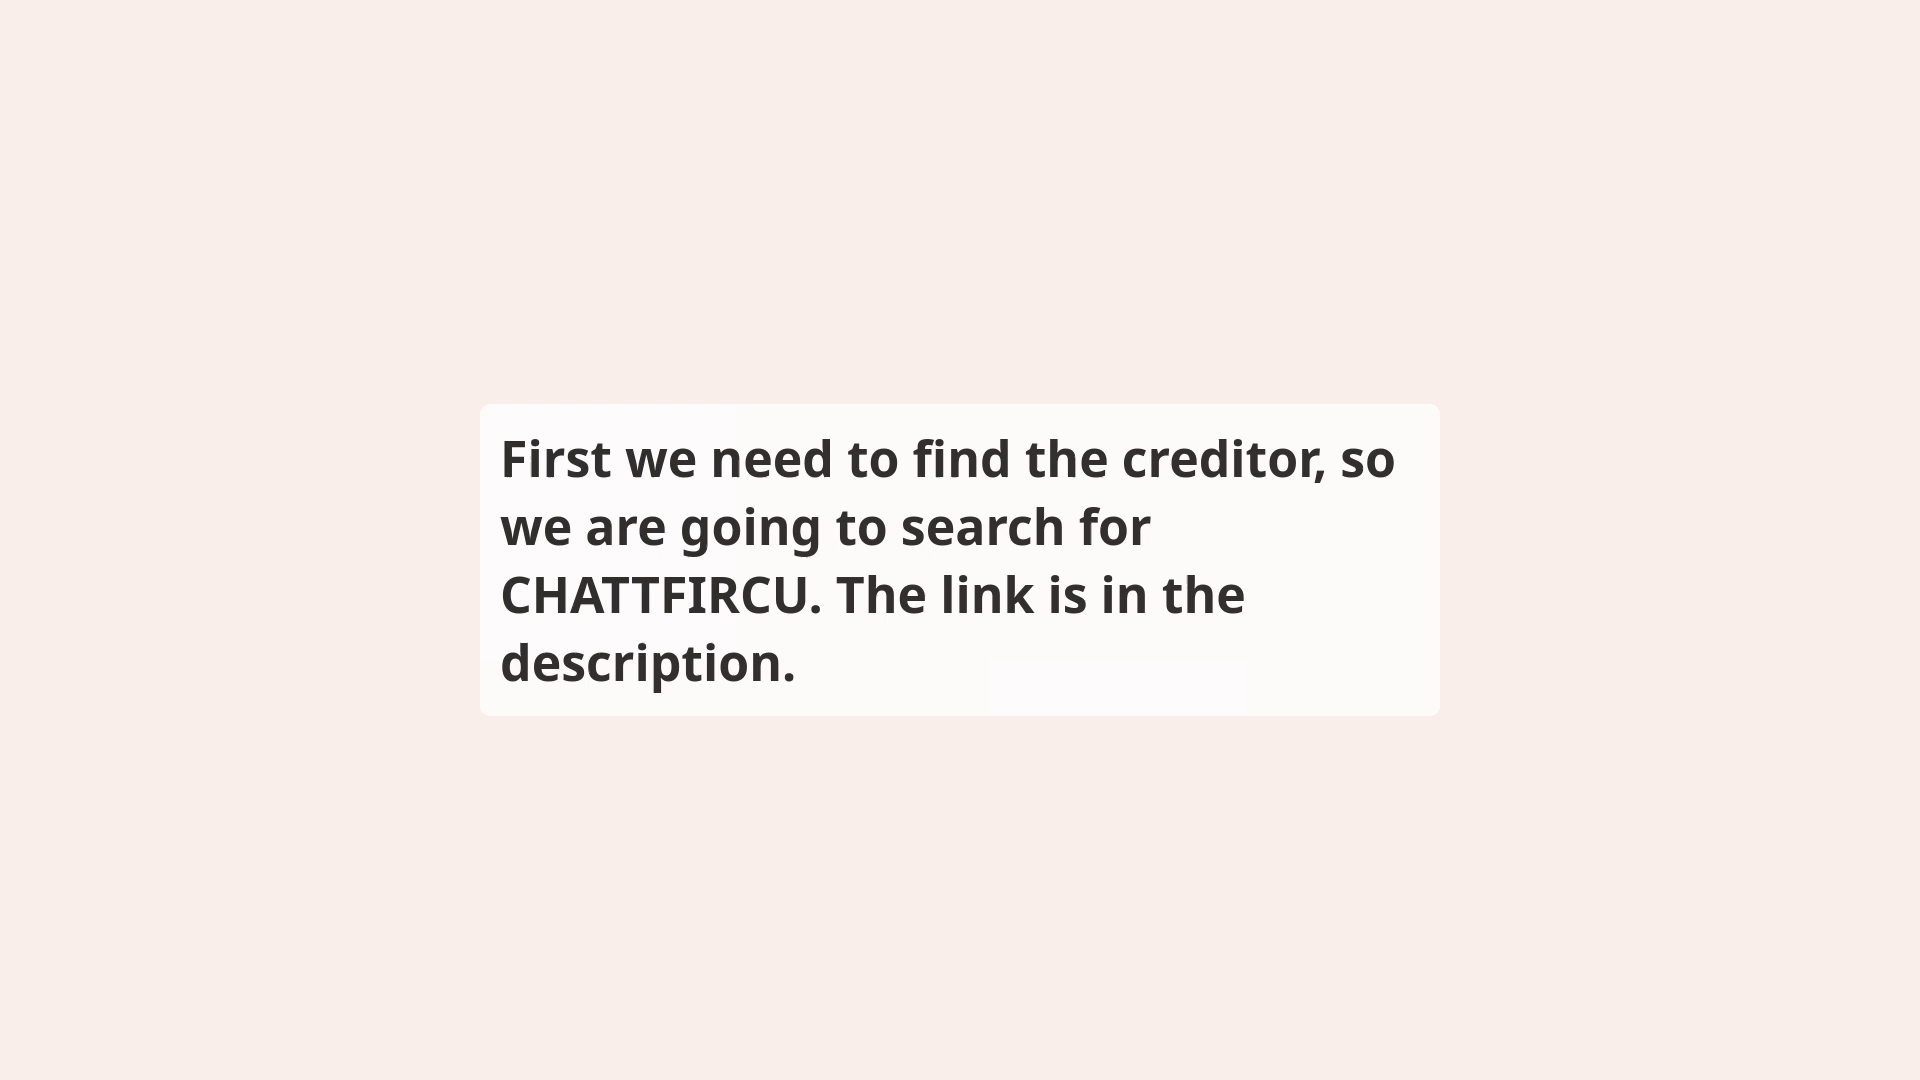 First we need to find the creditor, so
we are going to search for
CHATTFIRCU. The link is in the
description.